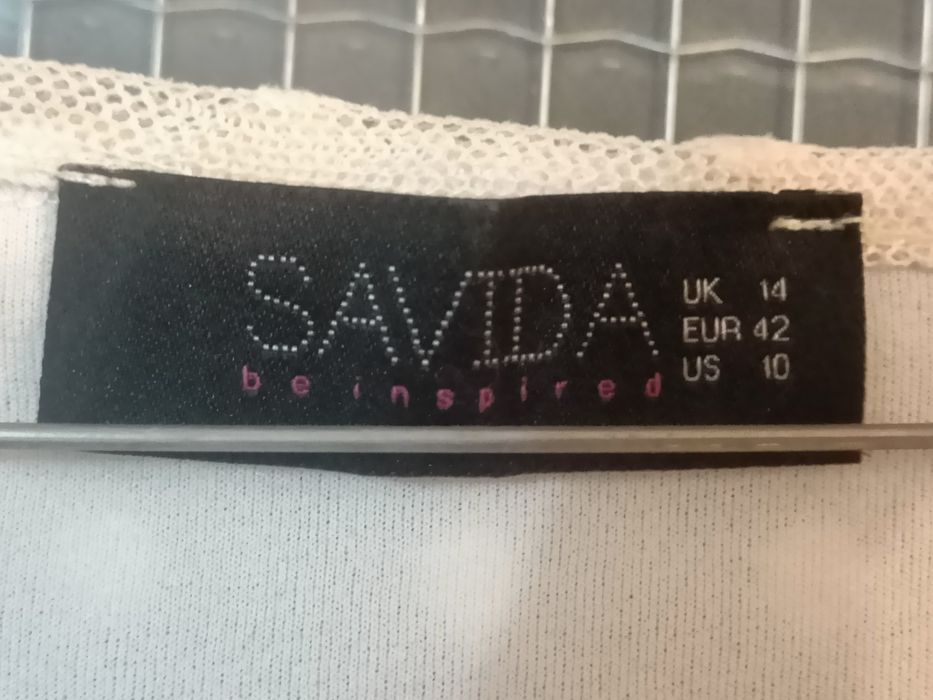 SAVIDA
be inspired
UK 14
EUR 42
US 10